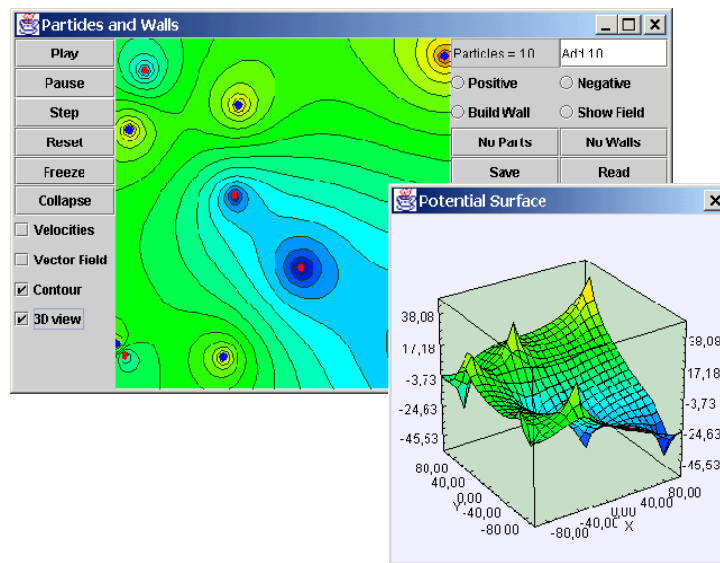 Particles and Walls
Play
Pause
Step
Reset
Freeze
Collapse
Velocities
Vector Field
Contour
3D view
Particles = 10 Add 10
Positive Negative
Build Wall Show Field
No Parts No Walls
Save Read
Potential Surface
38,08
17,18
-3,73
-24,63
-45,53
38,08
17,18
-3,73
-24,63
-45,53
80,00
40,00
0,00
-40,00
-80,00
Y
-80,00
-40,00
0,00
40,00
80,00
X